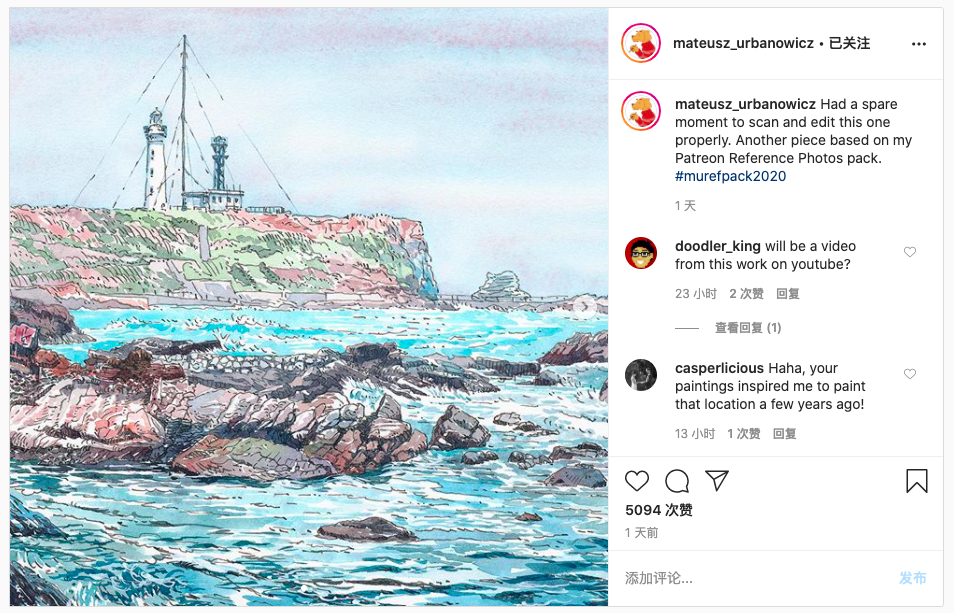 mateusz_urbanowicz • 已关注
mateusz_urbanowicz Had a spare
moment to scan and edit this one
properly. Another piece based on my
Patreon Reference Photos pack.
#murefpack2020
1 天
doodler_king will be a video
from this work on youtube?
23 小时 2 次赞 回复
查看回复 (1)
casperlicious Haha, your
paintings inspired me to paint
that location a few years ago!
13 小时 1 次赞 回复
5094 次赞
1 天前
添加评论...
发布